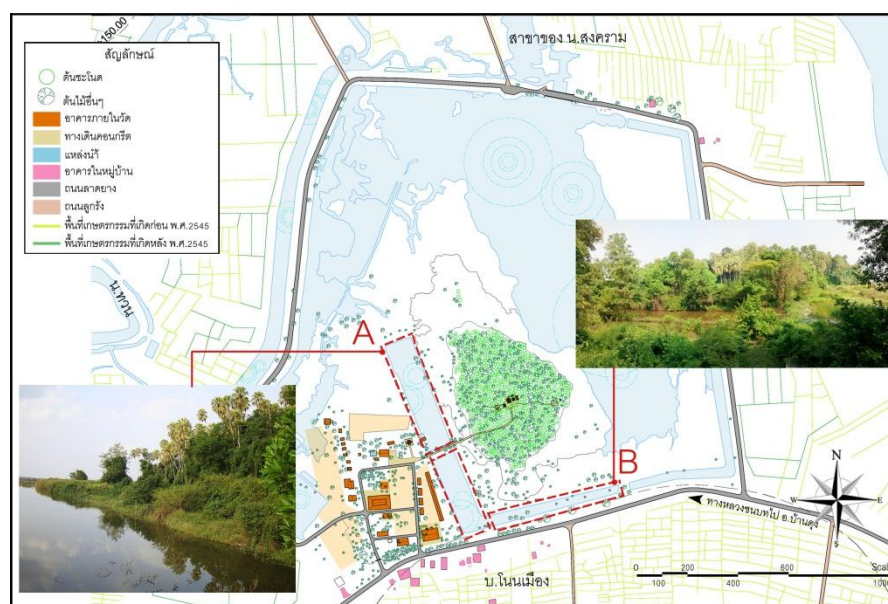 150.00
สาขาของ น.สงคราม
สัญลักษณ์
ต้นชะโนด
ต้นไม้อื่นๆ
อาคารภายในวัด
ทางเดินคอนกรีต
แหล่งน้ำ
อาคารในหมู่บ้าน
ถนนลาดยาง
ถนนลูกรัง
พื้นที่เกษตรกรรมที่เกิดก่อน พ.ศ.2545
พื้นที่เกษตรกรรมที่เกิดหลัง พ.ศ.2545
น.ทวน
A
B
N
W
E
S
ทางหลวงชนบทไป อ.บ้านดุง
บ.โนนเมือง
0 200 400 800 Scal
100 300 600 1000